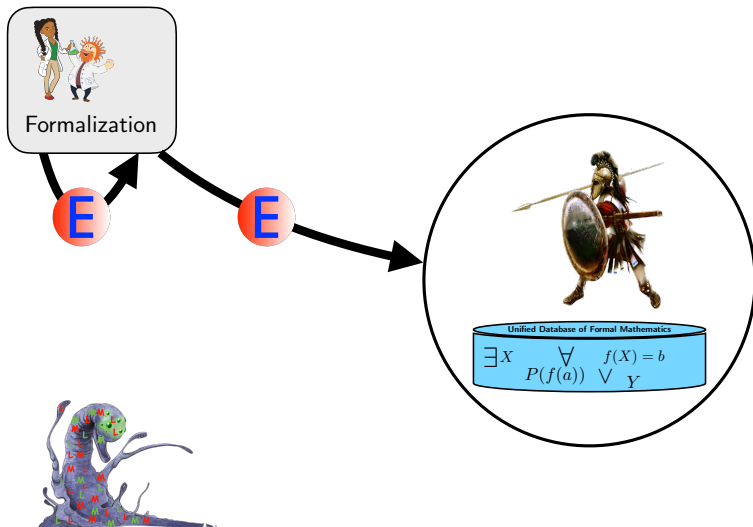 Formalization
E E
Unified Database of Formal Mathematics
∃X ∀ f(X) = b
P(f(a)) ∨ Y